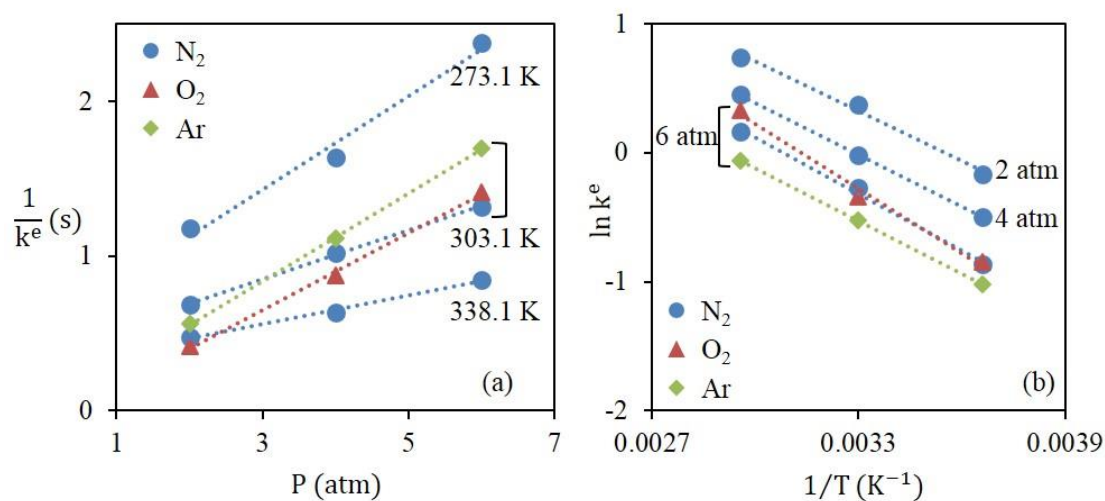 2
1
0
1/kᵉ (s)
N₂
O₂
Ar
273.1 K
303.1 K
338.1 K
(a)
1 3 5 7
P (atm)
1
0
-1
-2
ln kᵉ
6 atm
2 atm
4 atm
N₂
O₂
Ar
(b)
0.0027 0.0033 0.0039
1/T (K⁻¹)